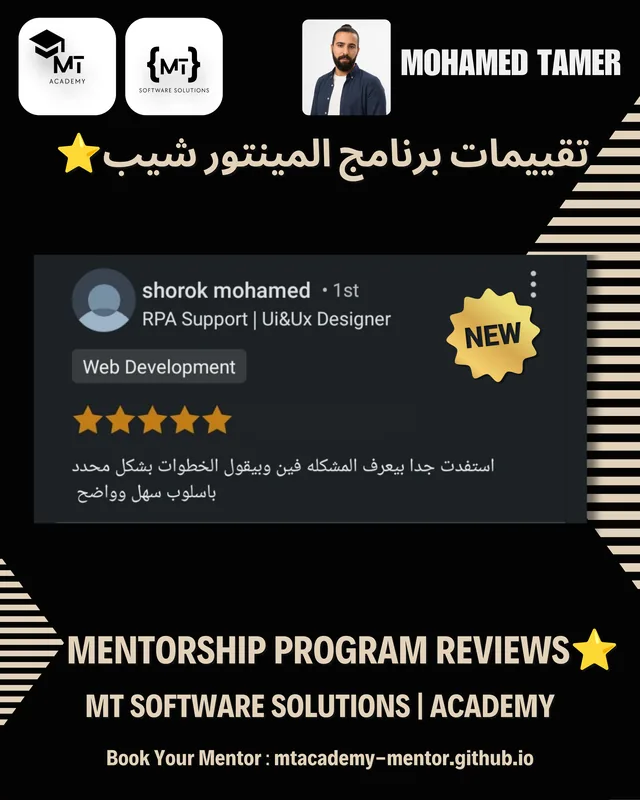 MT
ACADEMY
{MT}
SOFTWARE SOLUTIONS
MOHAMED TAMER
تقييمات برنامج المينتور شيب⭐
shorok mohamed • 1st
RPA Support | Ui&Ux Designer
NEW
Web Development
استفدت جدا بيعرف المشكله فين وبيقول الخطوات بشكل محدد
باسلوب سهل وواضح
MENTORSHIP PROGRAM REVIEWS⭐
MT SOFTWARE SOLUTIONS | ACADEMY
Book Your Mentor : mtacademy-mentor.github.io